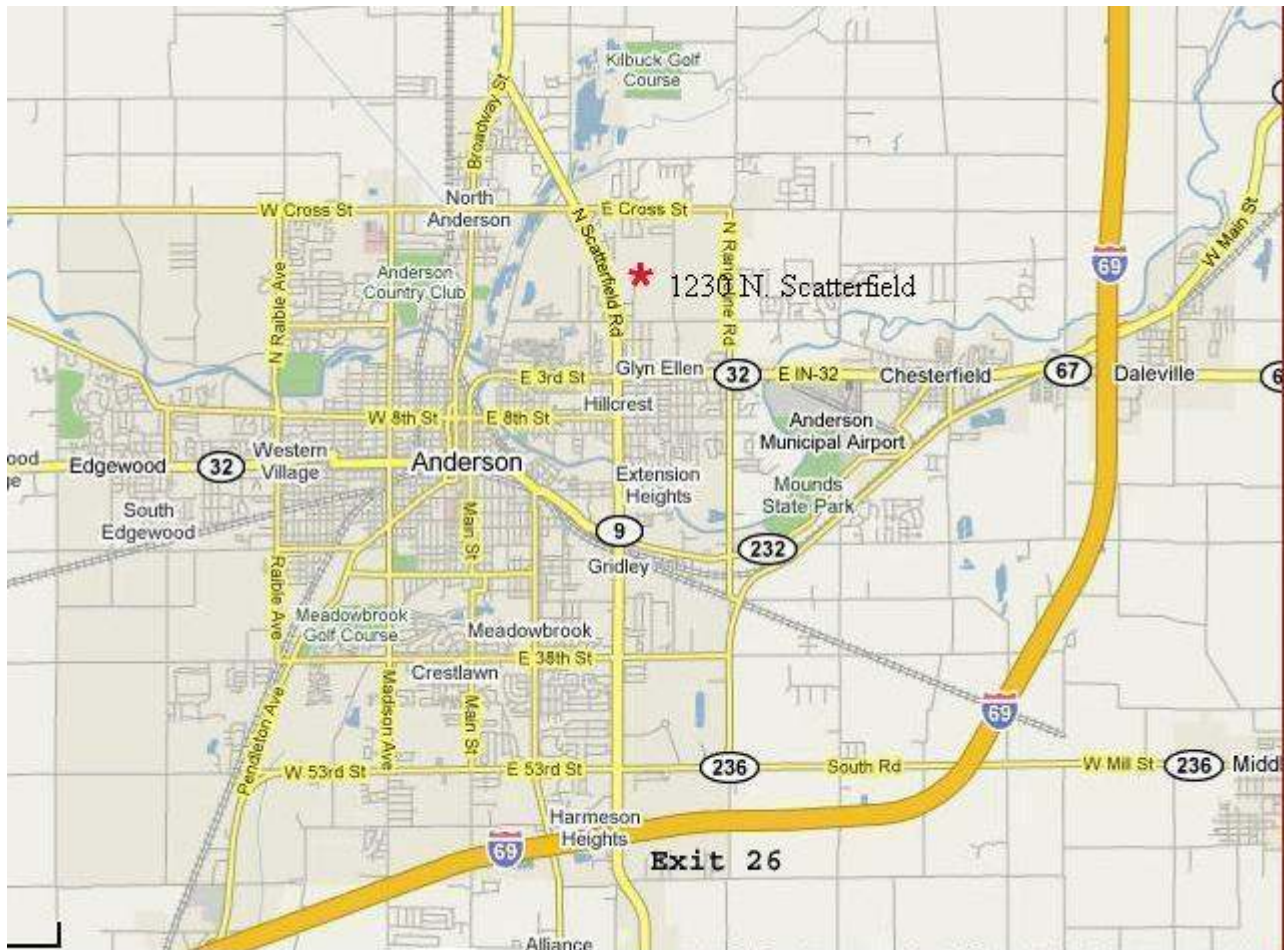 Kilbuck Golf
Course
Broadway St
North
Anderson
W Cross St
E Cross St
N Scatterfield Rd
N Raible Ave
Anderson
Country Club
1230 N. Scatterfield
69
W Main St
E 3rd St
Glyn Ellen
32
E IN-32
Chesterfield
67
Daleville
W 8th St
E 8th St
Hillcrest
Anderson
Municipal Airport
Edgewood
32
Western
Village
Anderson
Extension
Heights
Mounds
State Park
South
Edgewood
Main St
9
232
Gridley
Raible Ave
Meadowbrook
Golf Course
Meadowbrook
E 38th St
Crestlawn
Madson Ave
Main St
69
Pendleton Ave
W 53rd St
E 53rd St
236
South Rd
W Mill St
236
Harmeson
Heights
69
Exit 26
Alliance